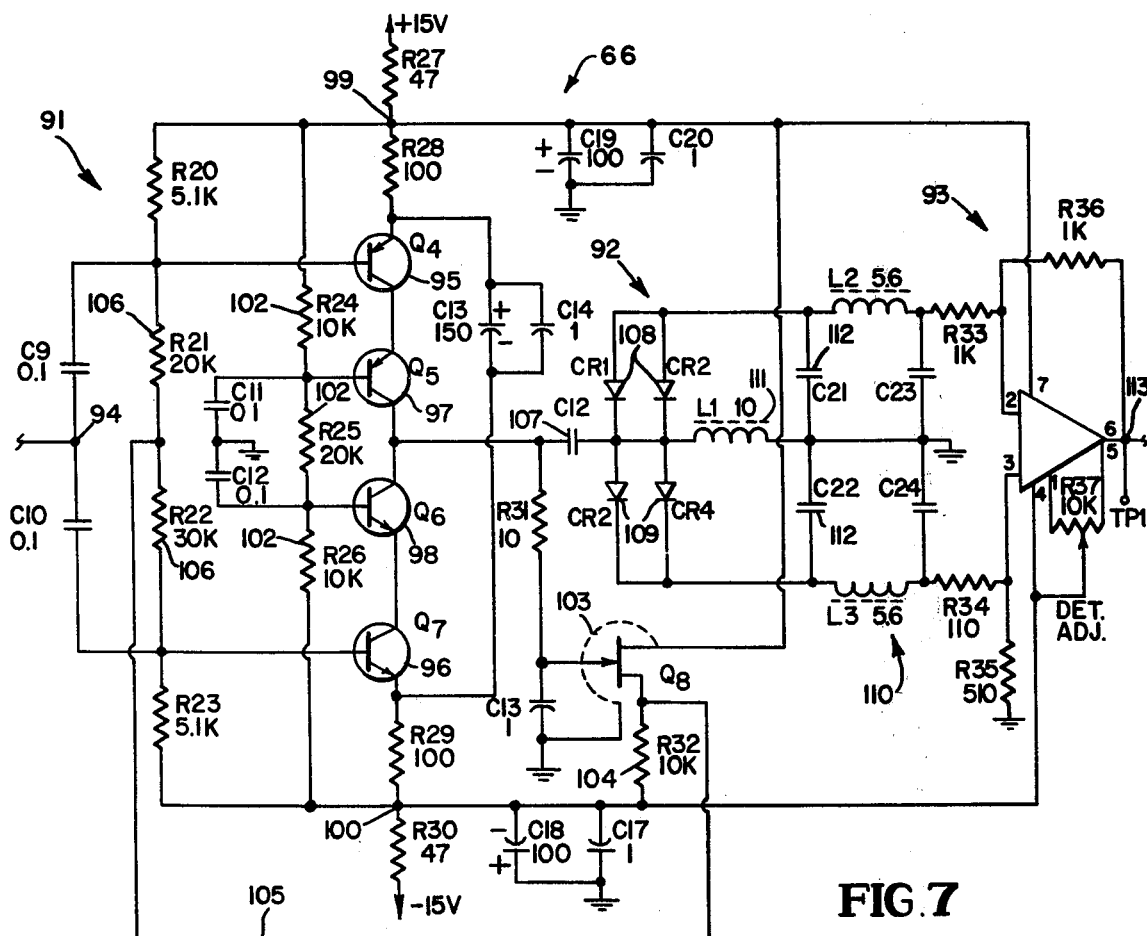 +15V
R27
47
66
99
91
R28
100
C19
100
C20
1
+
-
R20
5.1K
93
R36
1K
Q4
95
92
L2 56
106
102
R24
10K
C13
150
+
-
C14
1
108
112
R33
1K
C9
0.1
R21
20K
CR1
CR2
C21
C23
7
111
Q5
97
C11
0.1
102
L1 10
107
C12
2
113
94
6
5
R25
20K
C12
0.1
3
4
1
R37
10K
C22
C24
TP1
C10
0.1
R22
30K
106
Q6
98
R31
10
CR2
109
CR4
112
102
R26
10K
L3 56
R34
110
DET.
ADJ.
103
Q7
96
110
R35
510
Q8
R23
5.1K
C13
1
R29
100
R32
10K
104
100
R30
47
-
C18
100
+
C17
1
-15V
105
FIG. 7